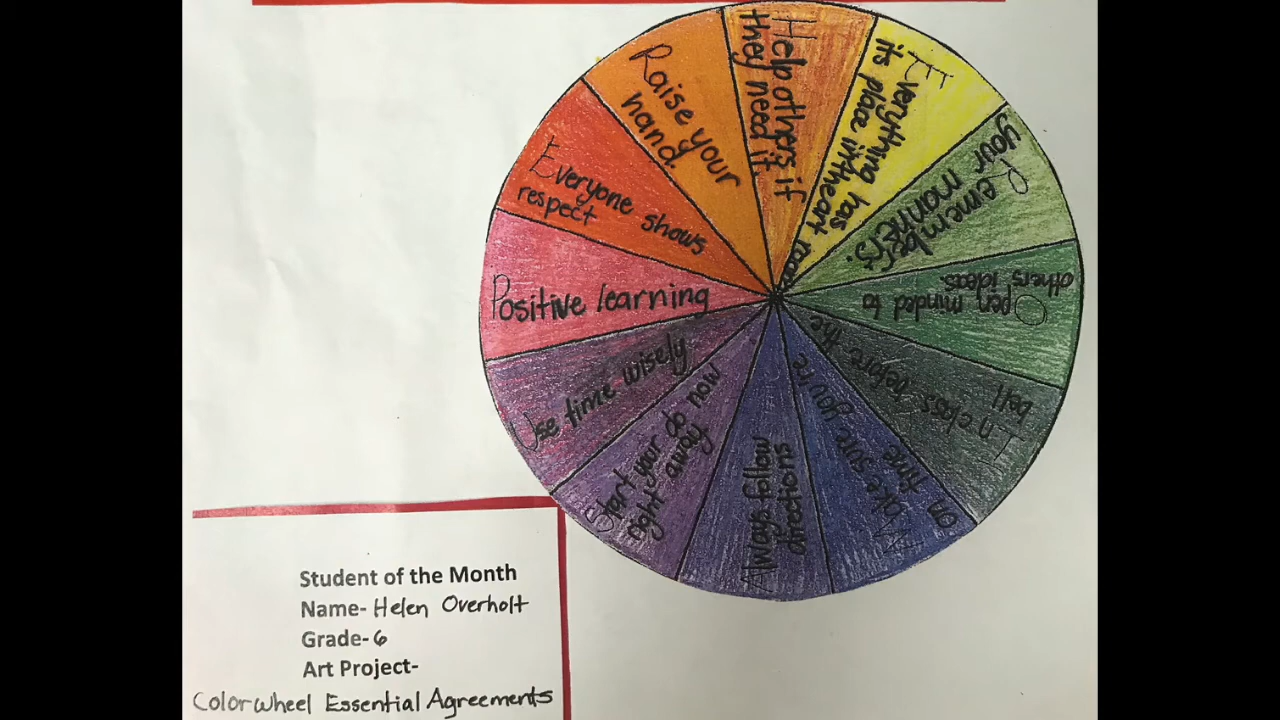 Help others if
they need it.
Everything has
its place in the art room
Remember
your manners.
Open minded to
others' ideas.
In class before the
bell
Make sure you're
on time
Always follow
directions
Start your do now
right away
Use time wisely
Positive learning
Everyone shows
respect
Raise your
hand.
Student of the Month
Name- Helen Overholt
Grade- 6
Art Project-
Colorwheel Essential Agreements